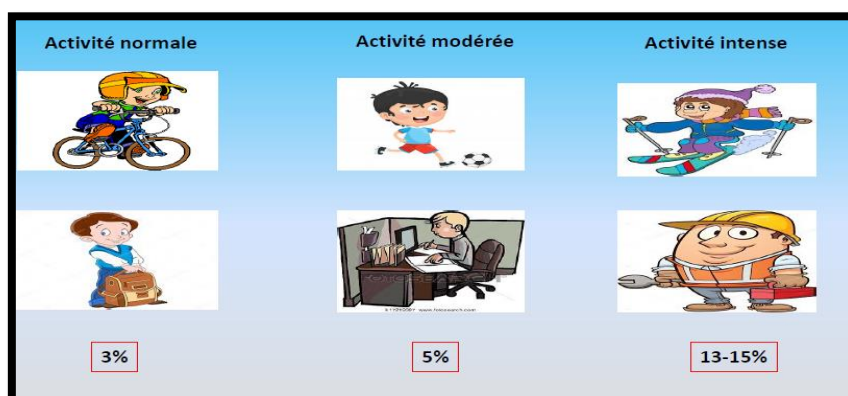 Activité normale
Activité modérée
Activité intense
3%
5%
13-15%